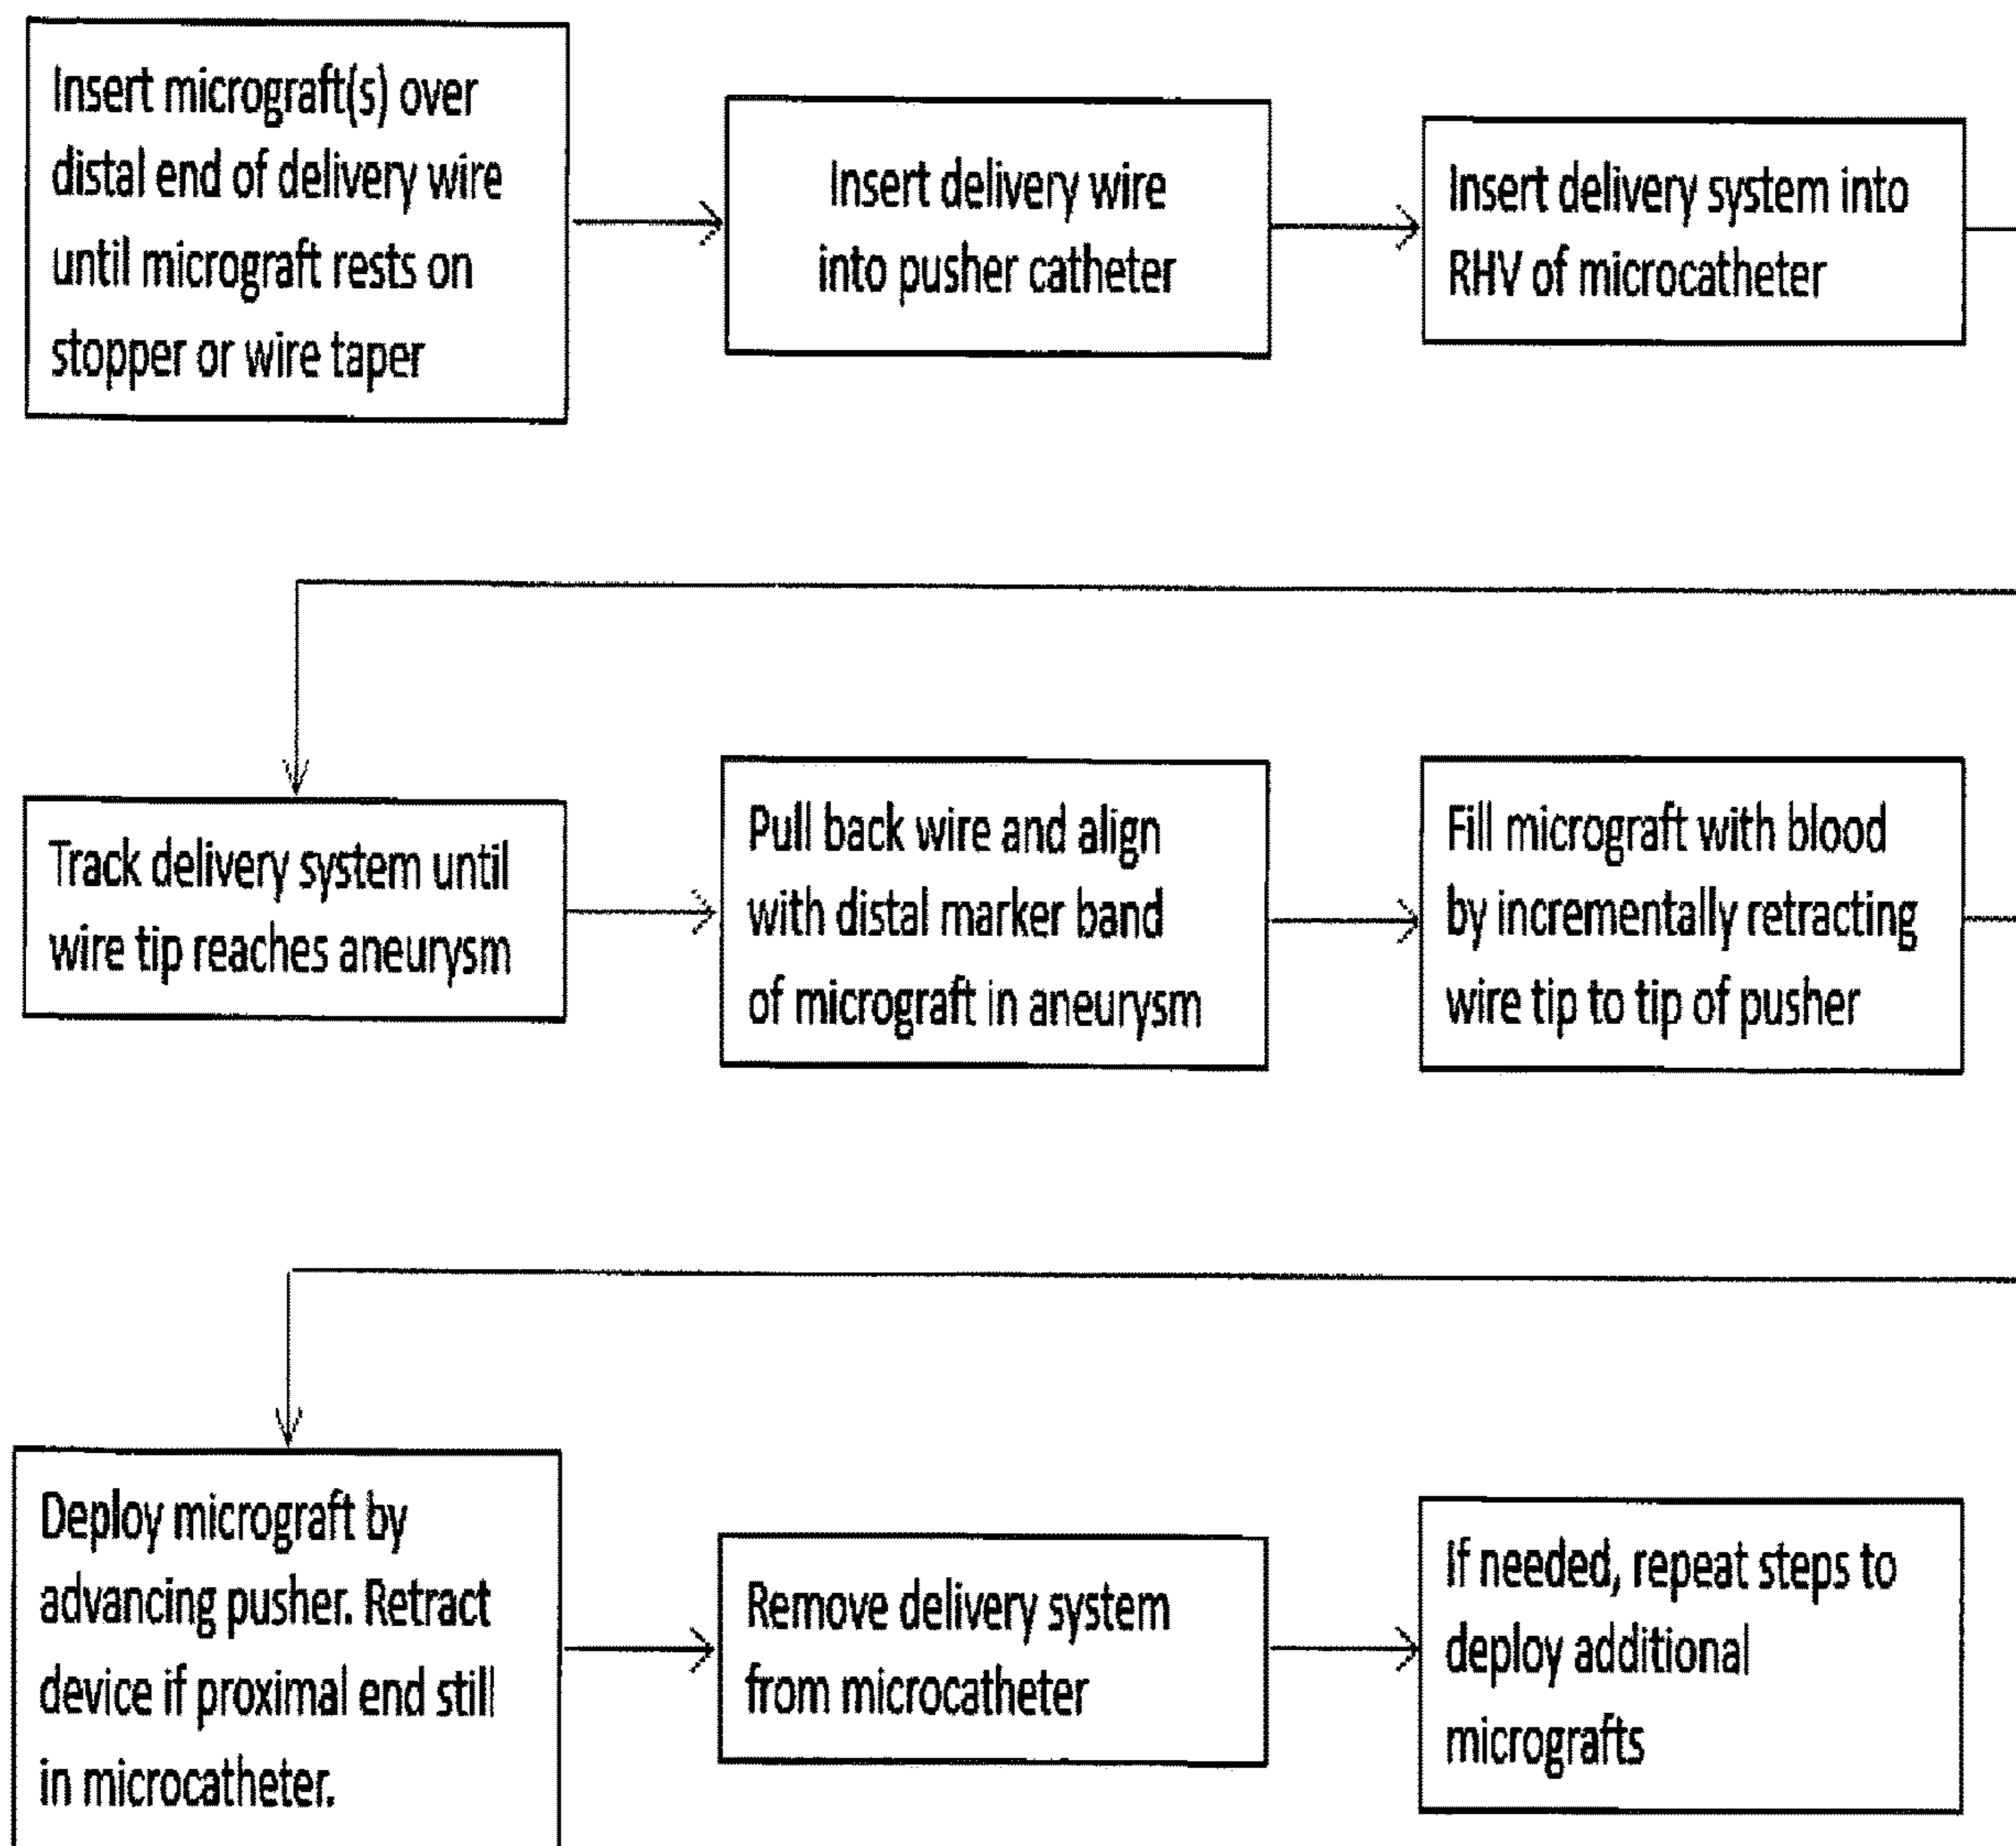 Insert micrograft(s) over
distal end of delivery wire
until micrograft rests on
stopper or wire taper
Insert delivery wire
into pusher catheter
Insert delivery system into
RHV of microcatheter
Track delivery system until
wire tip reaches aneurysm
Pull back wire and align
with distal marker band
of micrograft in aneurysm
Fill micrograft with blood
by incrementally retracting
wire tip to tip of pusher
Deploy micrograft by
advancing pusher. Retract
device if proximal end still
in microcatheter.
Remove delivery system
from microcatheter
If needed, repeat steps to
deploy additional
micrografts